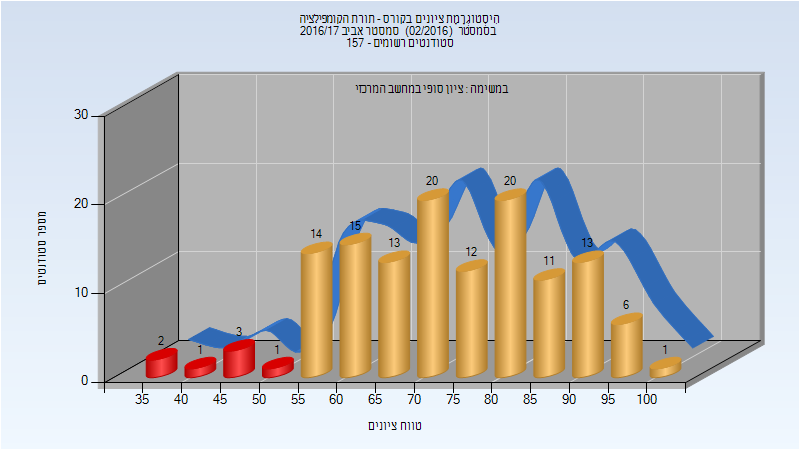 היסטוגרמת ציונים בקורס - תורת הקומפילציה
בסמסטר (02/2016) סמסטר אביב 2016/17
סטודנטים רשומים - 157
במשימה : ציון סופי במחשב המרכזי
30
20
10
0
מספר סטודנטים
2
1
3
1
14
15
13
20
12
20
11
13
6
1
35 40 45 50 55 60 65 70 75 80 85 90 95 100
טווח ציונים